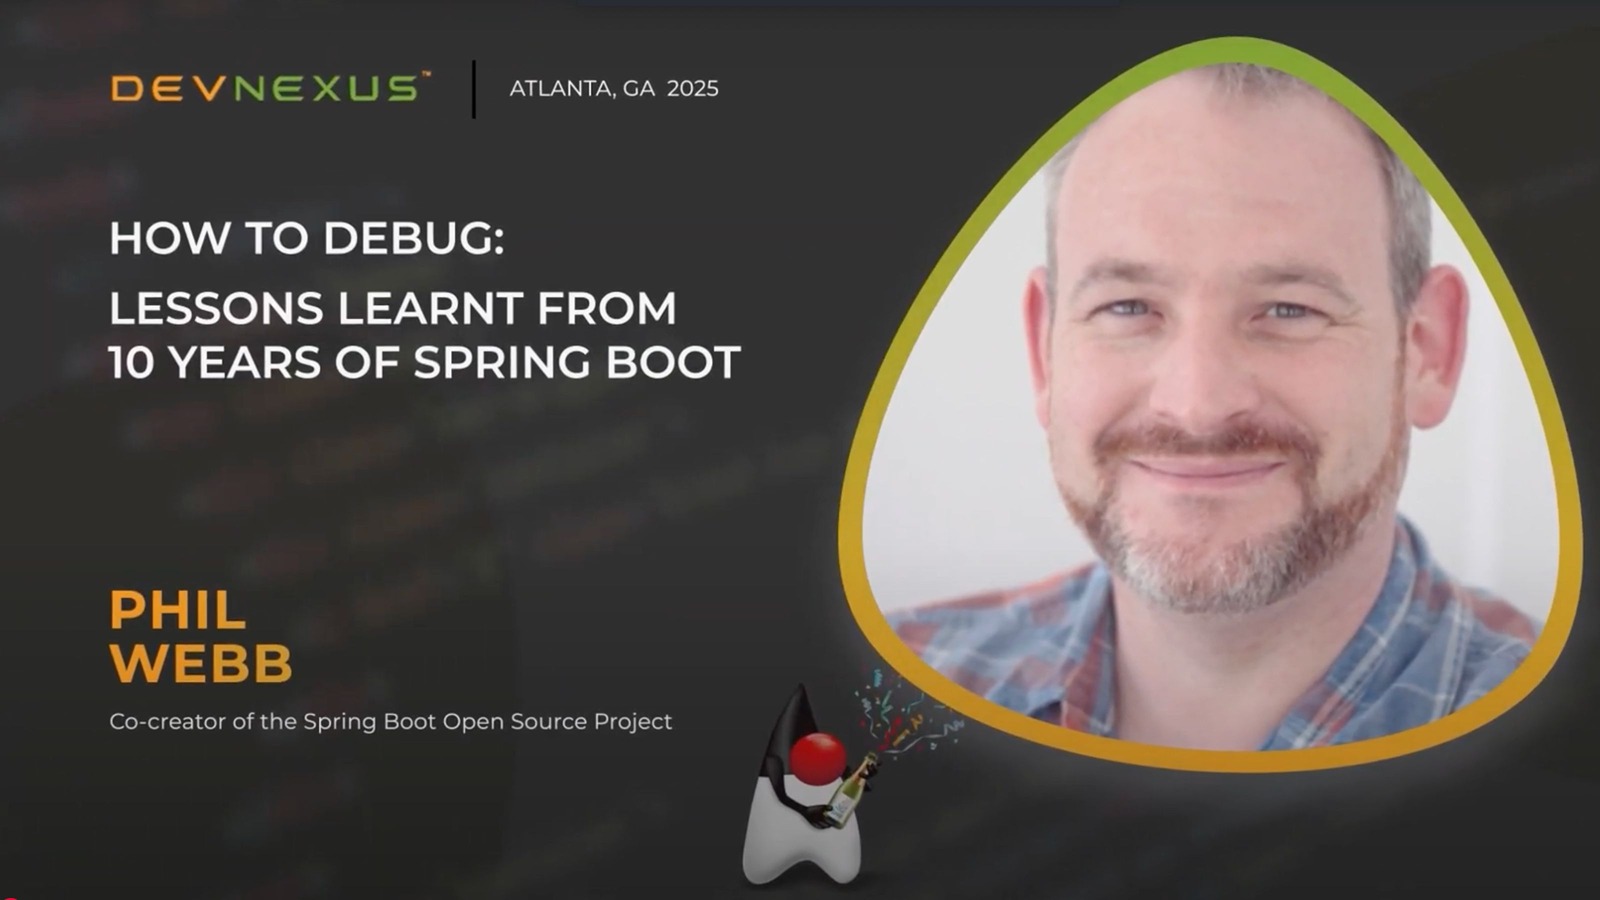 DEVNEXUS™
ATLANTA, GA 2025
HOW TO DEBUG:
LESSONS LEARNT FROM
10 YEARS OF SPRING BOOT
PHIL
WEBB
Co-creator of the Spring Boot Open Source Project